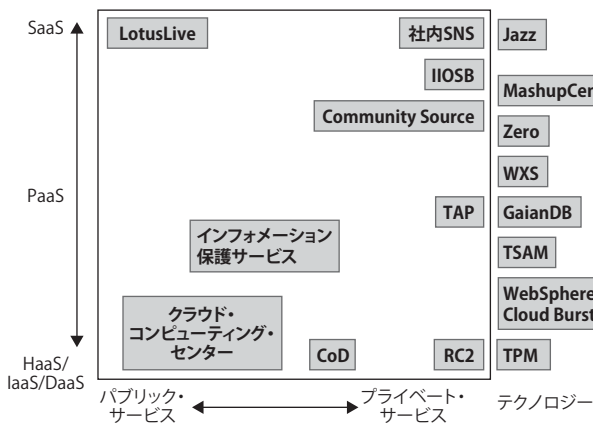 SaaS
LotusLive
社内SNS
Jazz
IIOSB
MashupCen
Community Source
Zero
WXS
PaaS
TAP
GaianDB
インフォメーション
保護サービス
TSAM
WebSphere
Cloud Burst
クラウド・
コンピューティング・
センター
CoD
RC2
TPM
HaaS/
IaaS/DaaS
パブリック・
サービス
プライベート・
サービス
テクノロジー